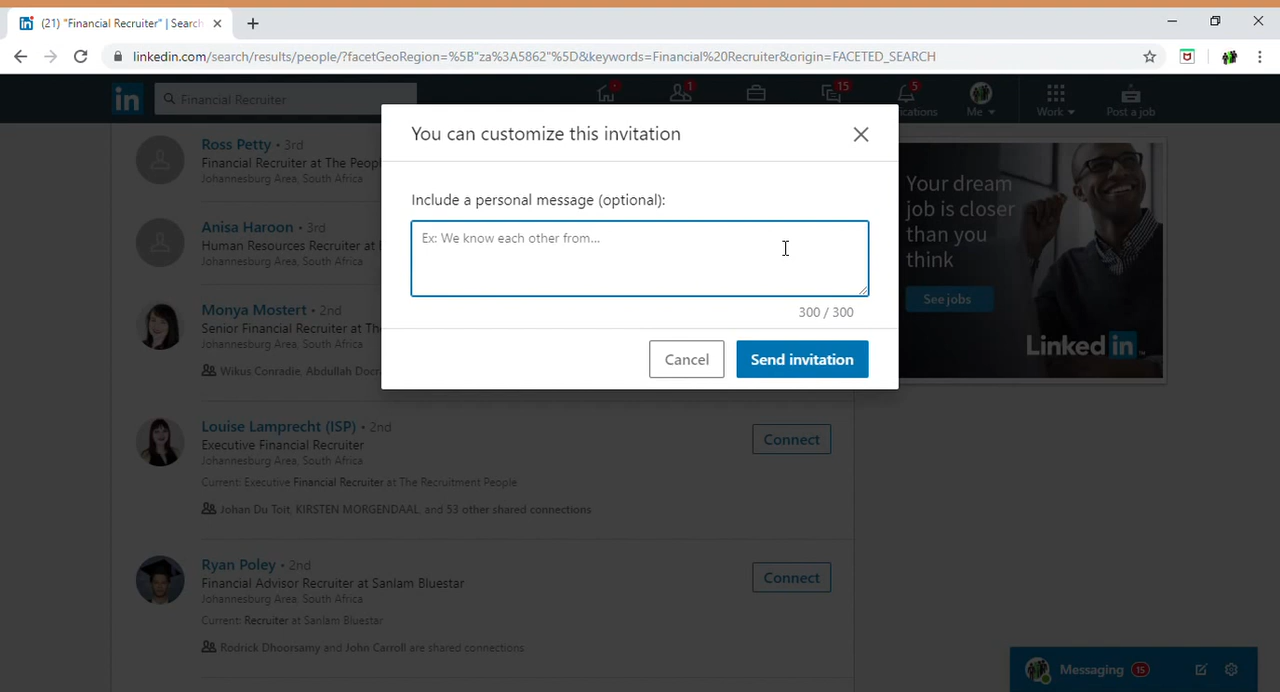 (21) "Financial Recruiter" | Search
linkedin.com/search/results/people/?facetGeoRegion=%5B"za%3A5862"%5D&keywords=Financial%20Recruiter&origin=FACETED_SEARCH
in
Financial Recruiter
1
15
5
Me
Work
Post a job
Ross Petty • 3rd
Financial Recruiter at The
Johannesburg Area, South Africa
Anisa Haroon • 3rd
Human Resources Recruiter at
Johannesburg Area, South Africa
Monya Mostert • 2nd
Senior Financial Recruiter at
Johannesburg Area, South Africa
Wikus Conradie, Abdullah
Louise Lamprecht (ISP) • 2nd
Executive Financial Recruiter
Johannesburg Area, South Africa
Current: Executive Financial Recruiter at The Recruitment People
Johan Du Toit, KIRSTEN MORGENDAAL, and 53 other shared connections
Connect
Ryan Poley • 2nd
Financial Advisor Recruiter at Sanlam Bluestar
Johannesburg Area, South Africa
Current: Recruiter at Sanlam Bluestar
Rodrick Dhoorsamy and John Carroll are shared connections
Connect
You can customize this invitation
Include a personal message (optional):
Ex: We know each other from...
300 / 300
Cancel
Send invitation
Your dream
job is closer
than you
think
See jobs
Linked in
Messaging 15